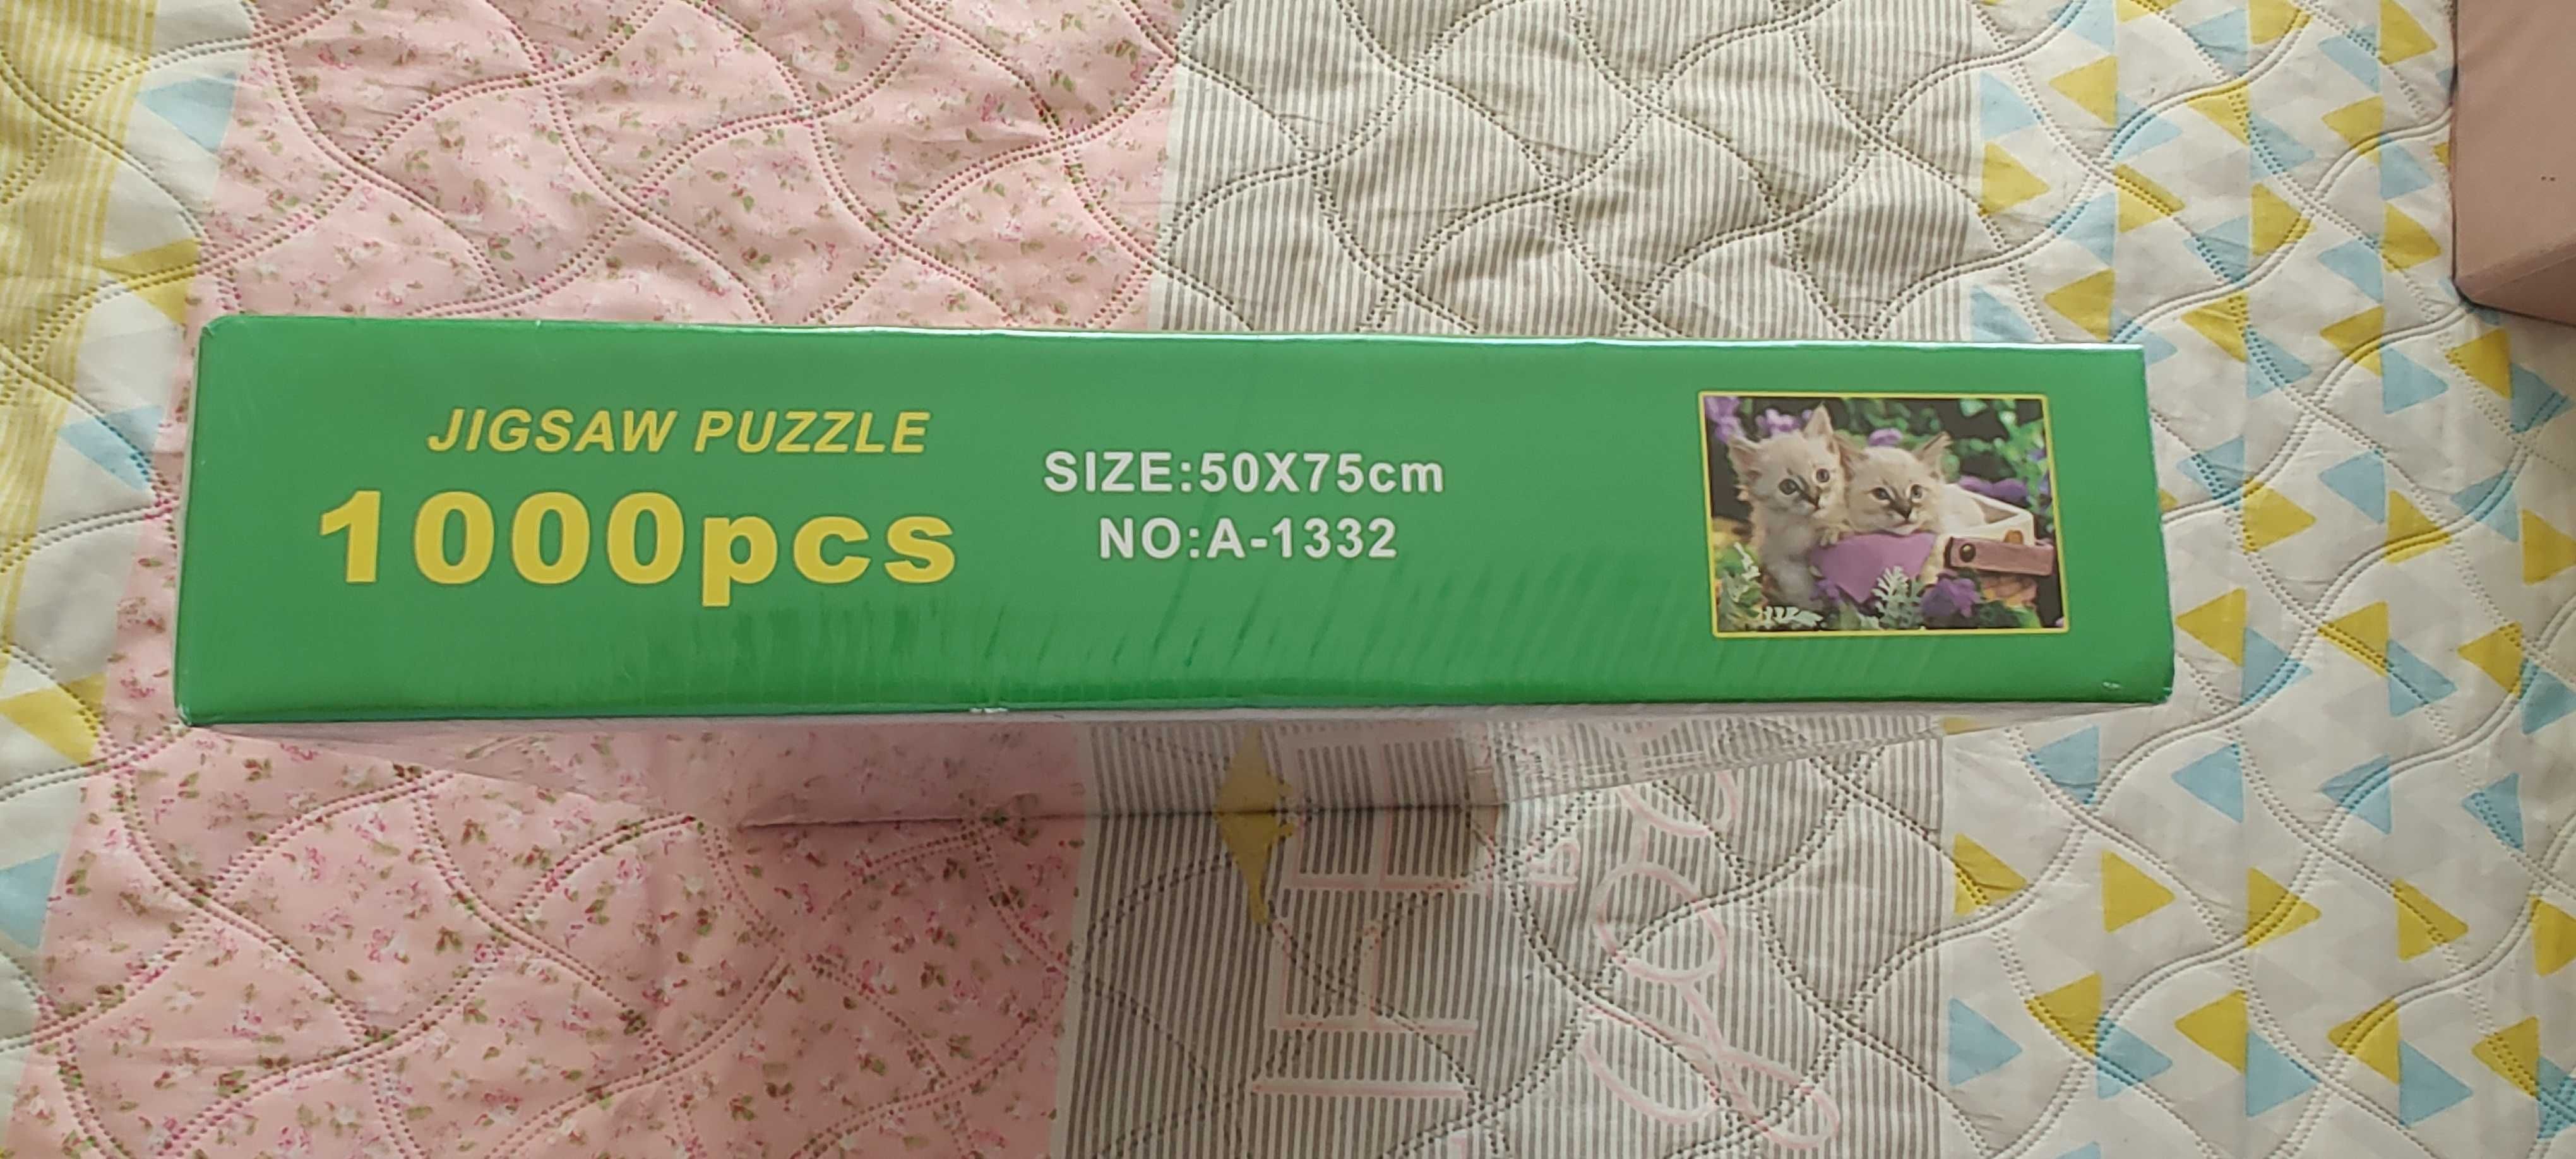 JIGSAW PUZZLE
1000pcs
SIZE:50X75cm
NO:A-1332